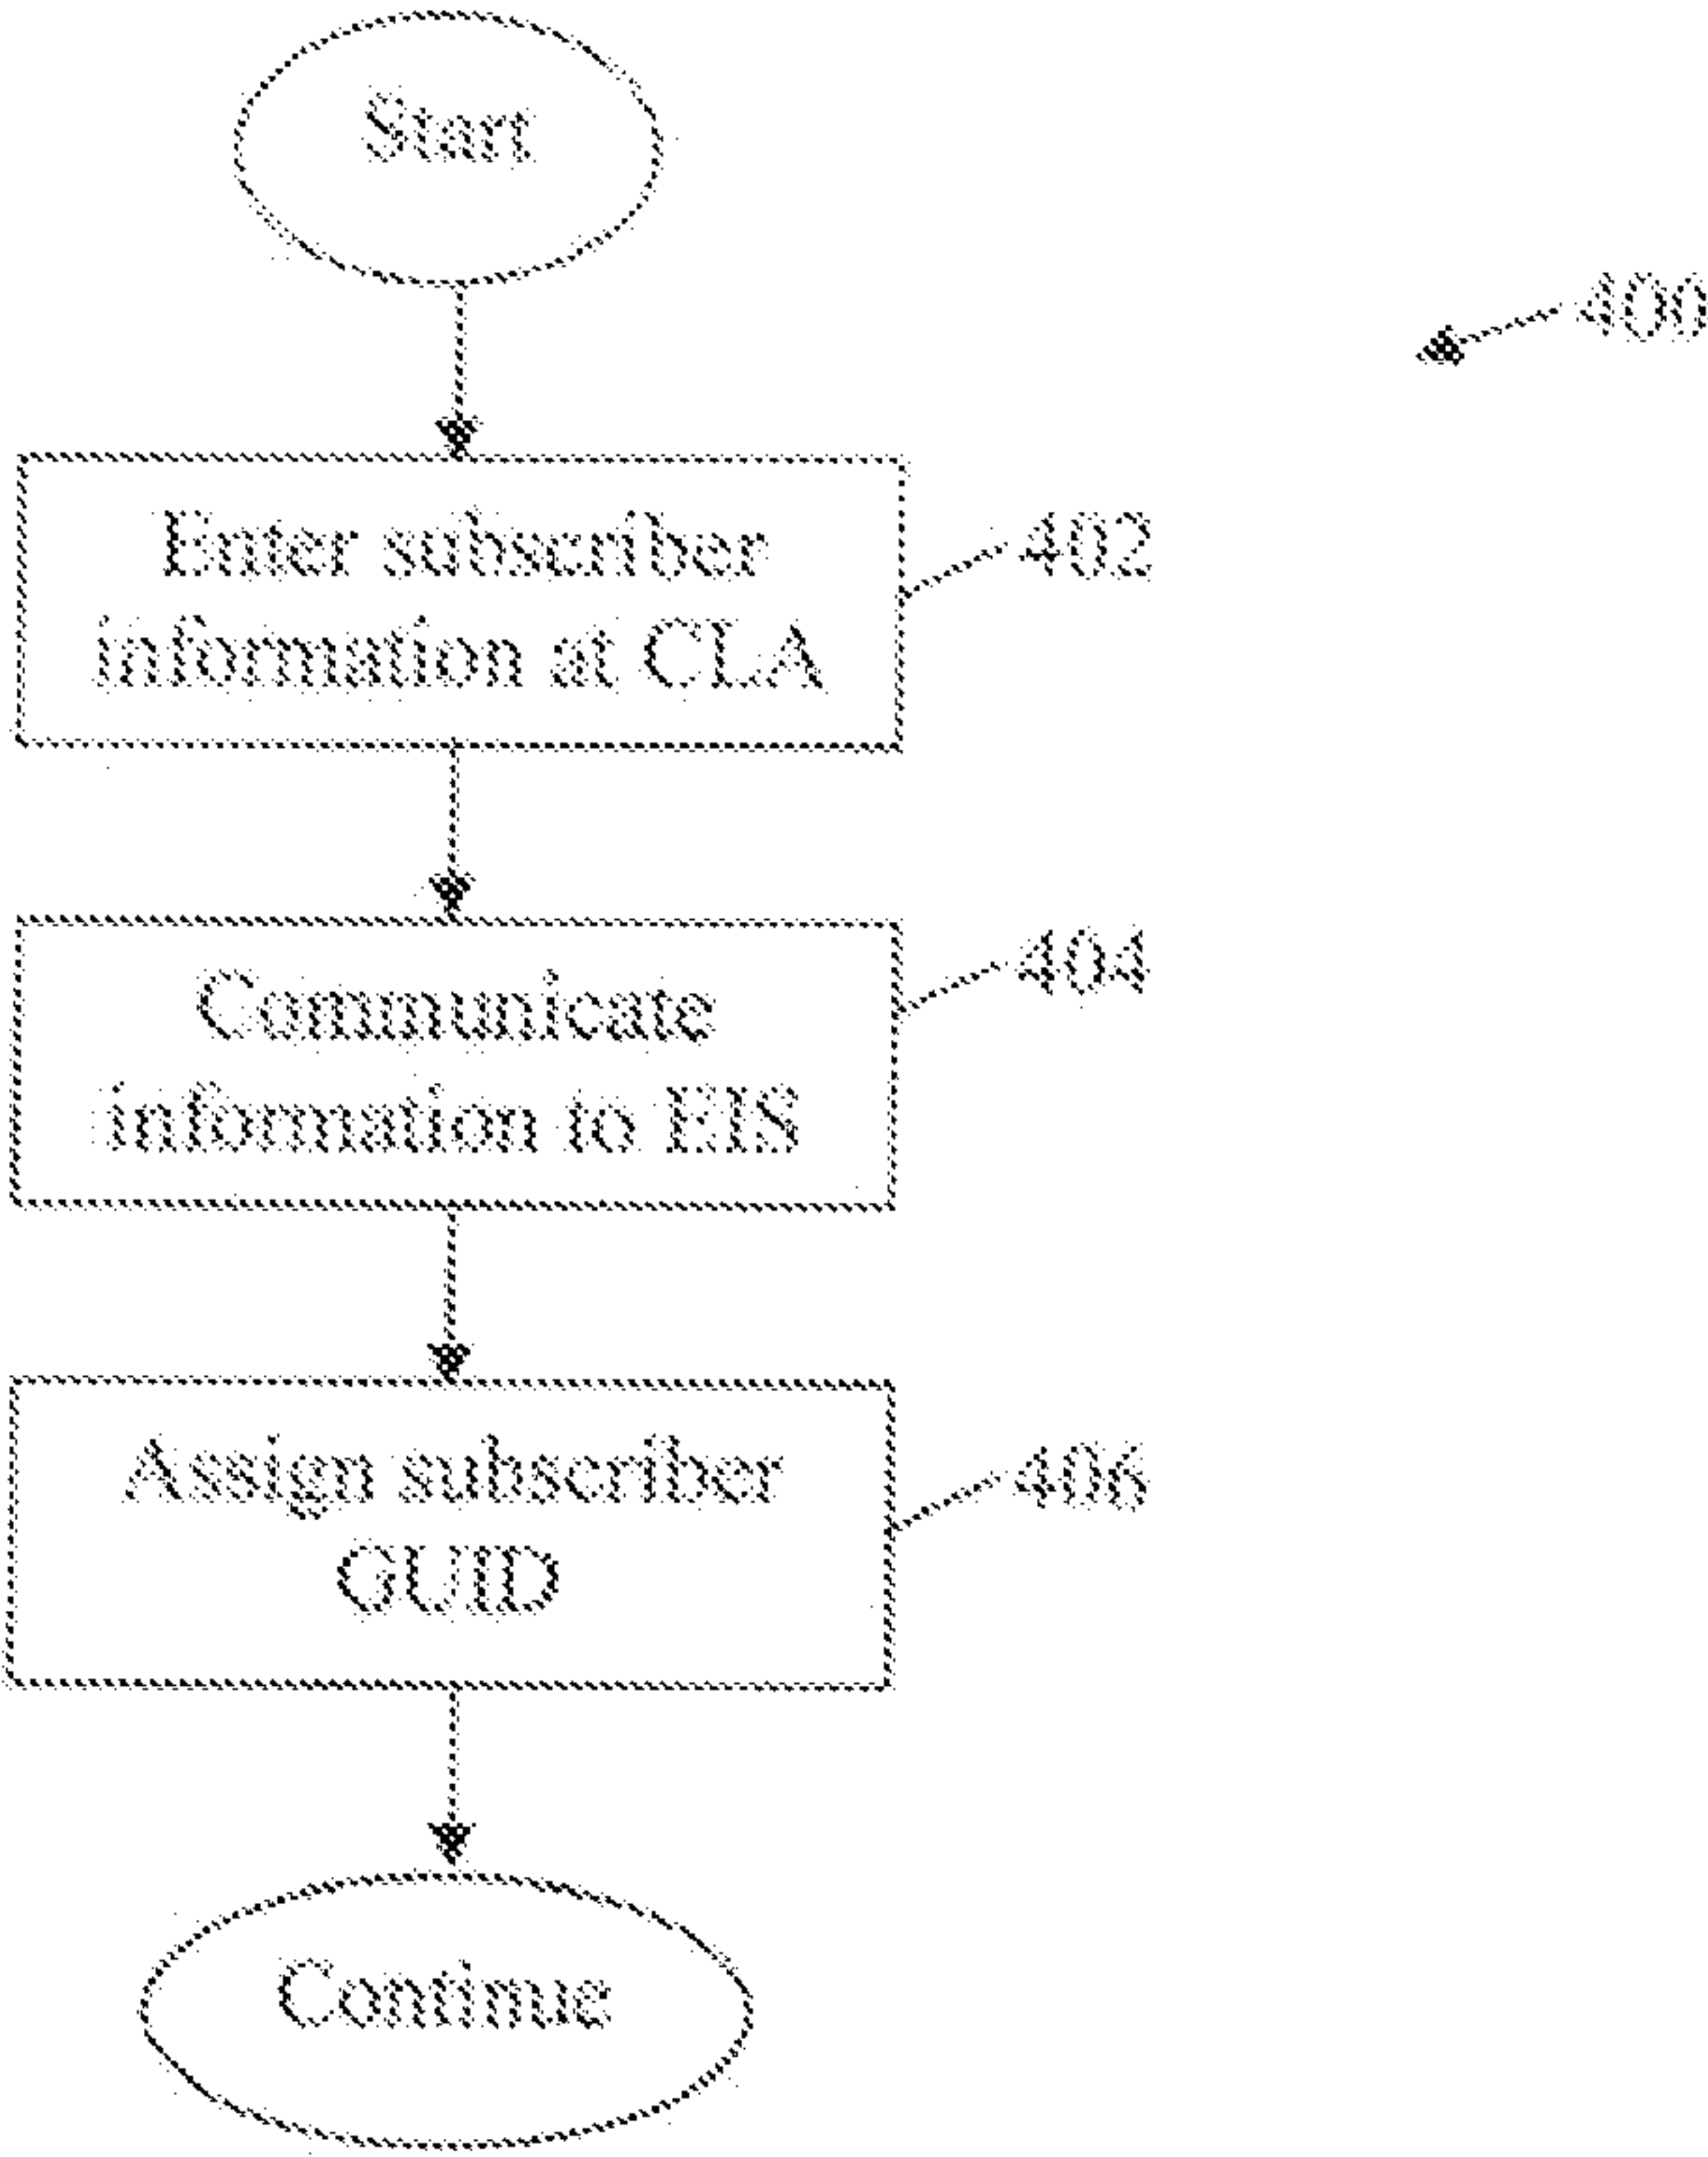 Start
400
Enter subscriber
information at CLA
402
Communicate
information to EIS
404
Assign subscriber
GUID
406
Continue